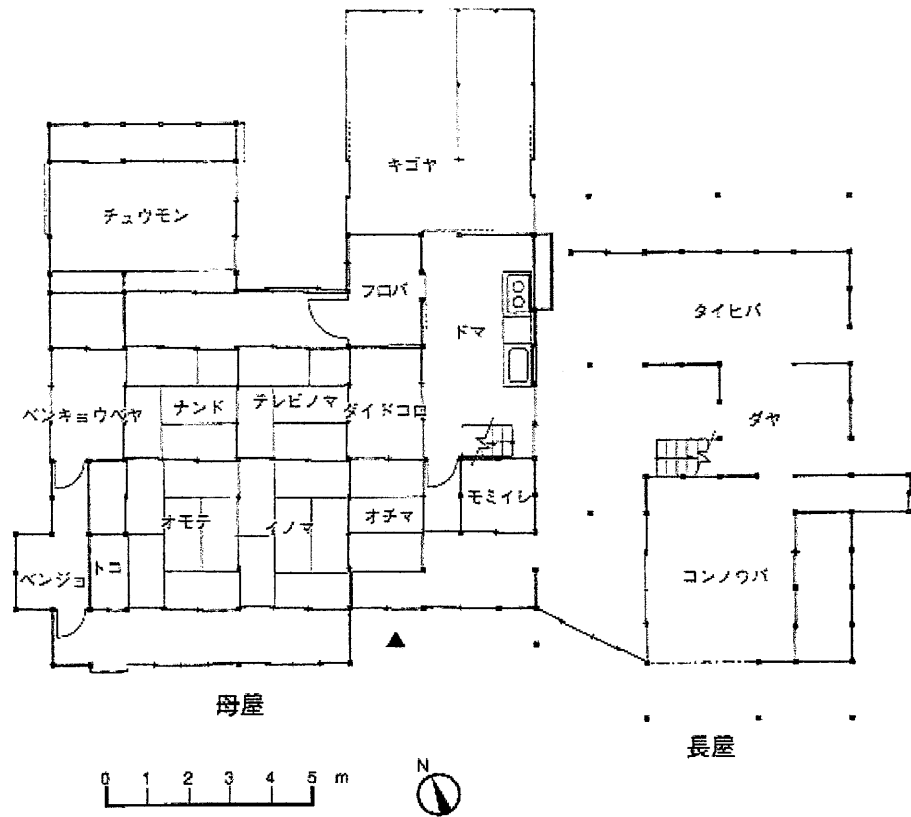 キゴヤ
チュウモン
フロバ
ドマ
タイヒバ
ベンキョウベヤ
ナンド
テレビノマ
ダイドコロ
ダヤ
モミイレ
オモテ
イノマ
オチマ
ベンジョ
トコ
コンノウバ
母屋
長屋
0 1 2 3 4 5 m
N